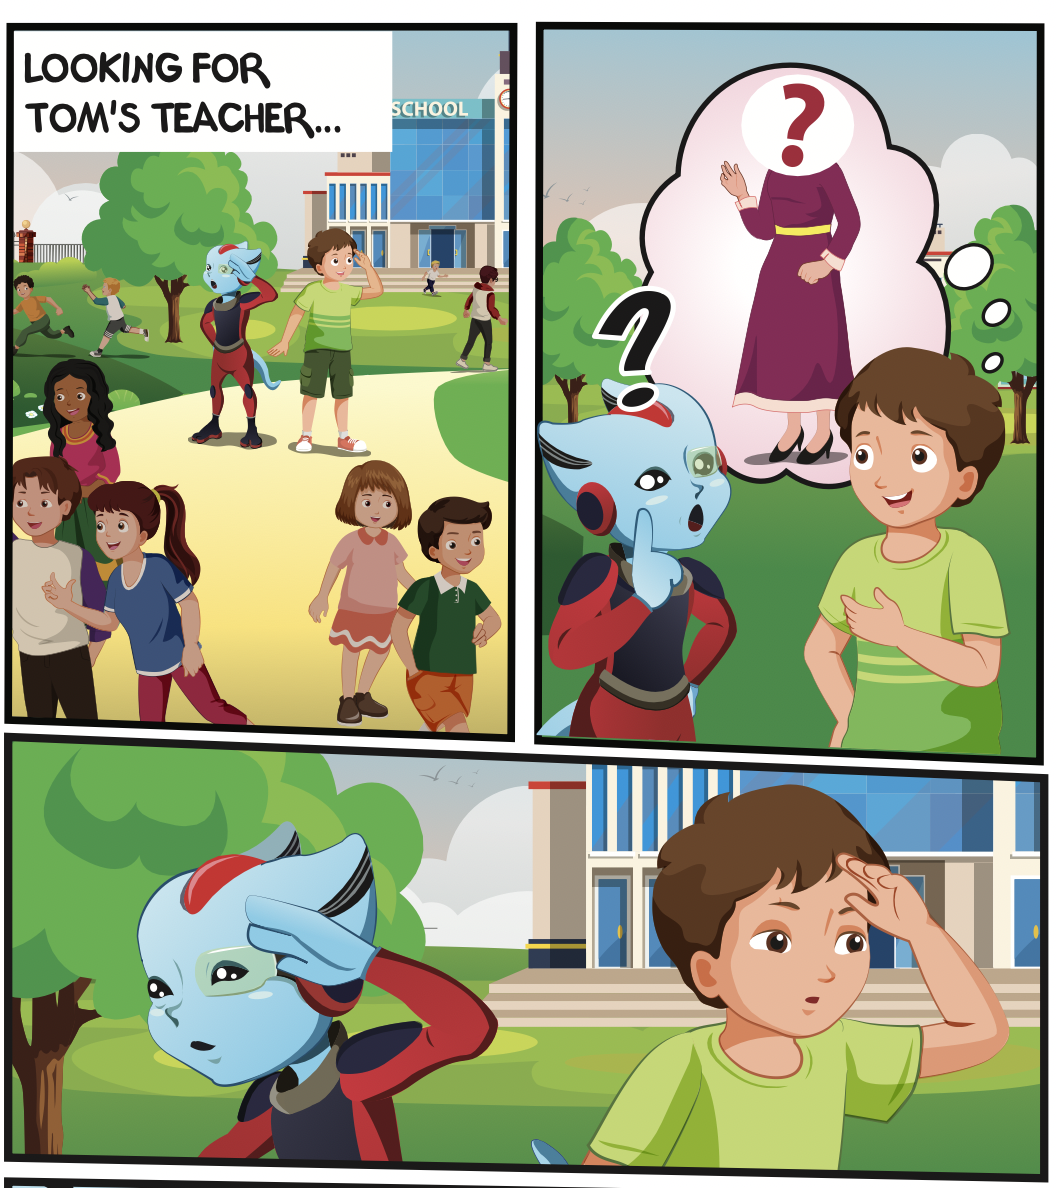 LOOKING FOR
TOM'S TEACHER...
SCHOOL
?
?